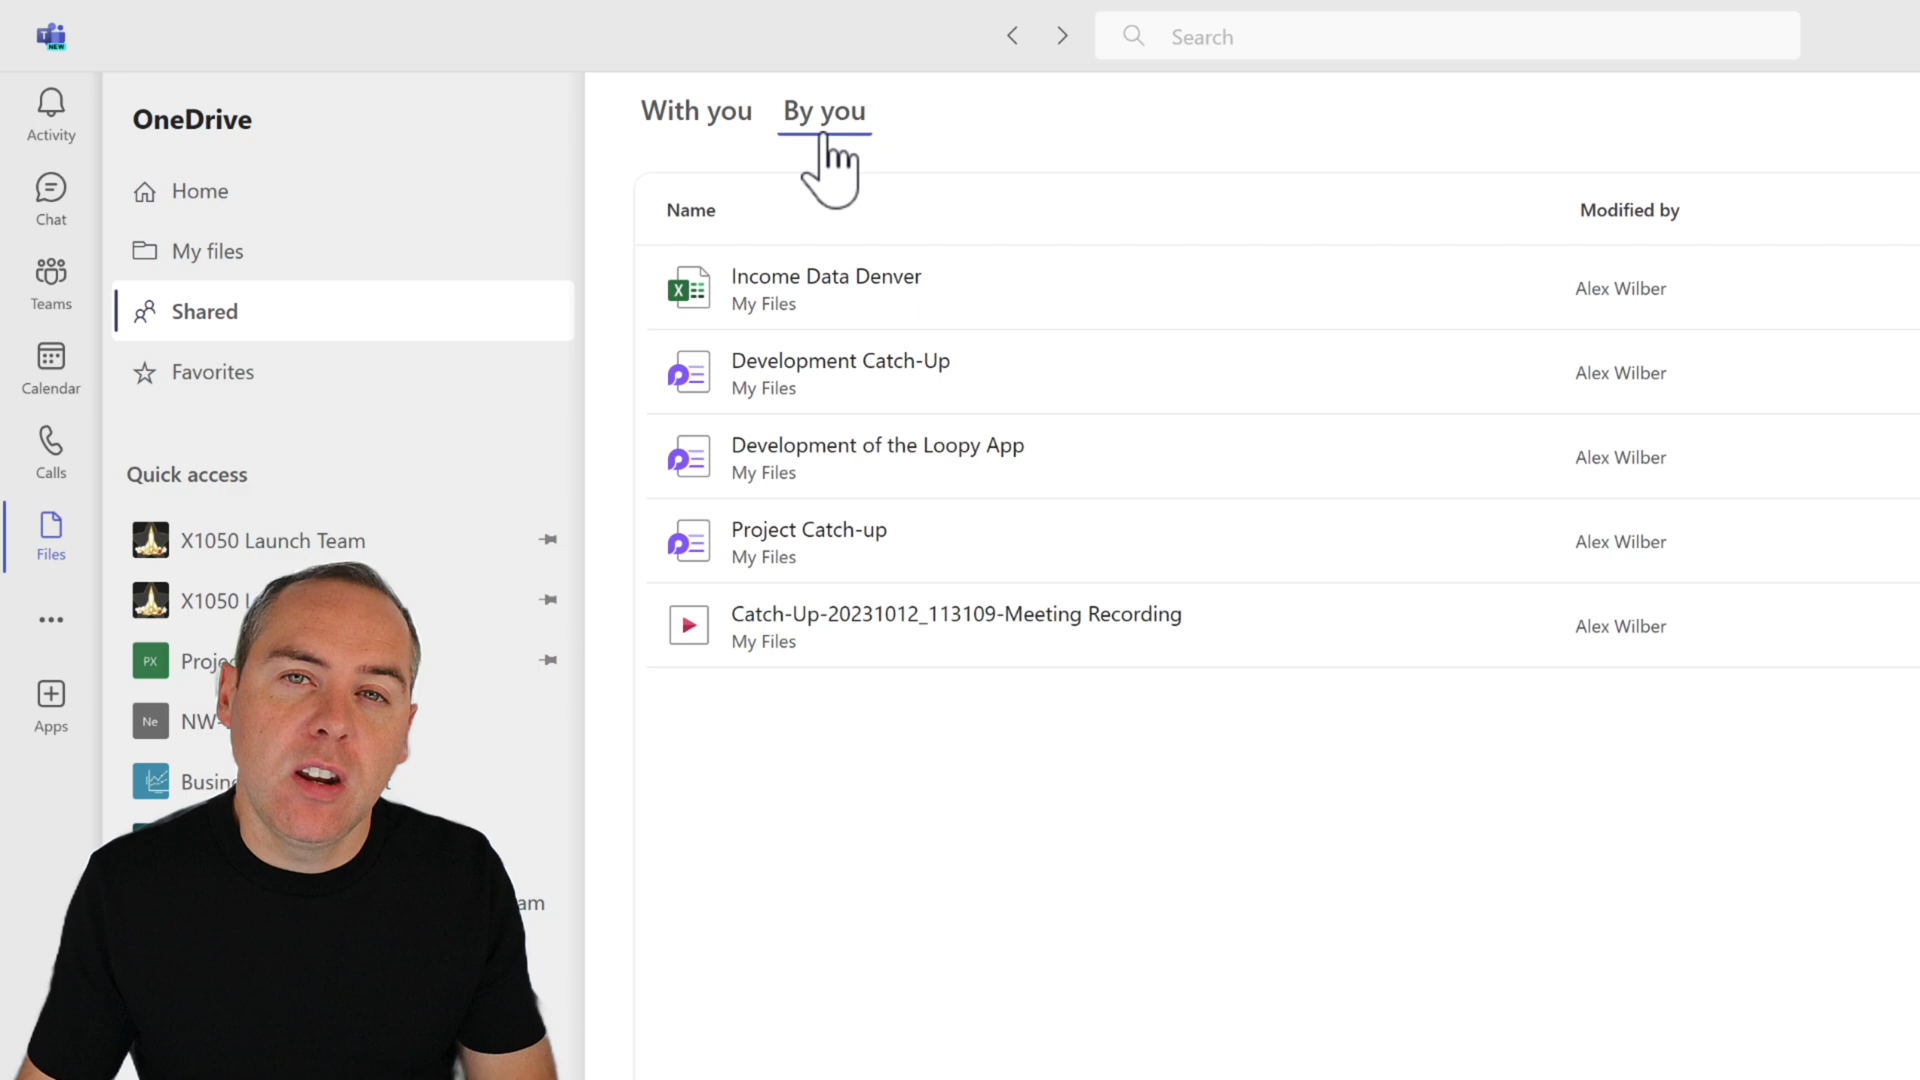 T
NEW
Search
Activity
Chat
Teams
Calendar
Calls
Files
Apps
OneDrive
Home
My files
Shared
Favorites
Quick access
X1050 Launch Team
X1050
PX
Ne
With you By you
Name Modified by
Income Data Denver
My Files
Alex Wilber
Development Catch-Up
My Files
Alex Wilber
Development of the Loopy App
My Files
Alex Wilber
Project Catch-up
My Files
Alex Wilber
Catch-Up-20231012_113109-Meeting Recording
My Files
Alex Wilber